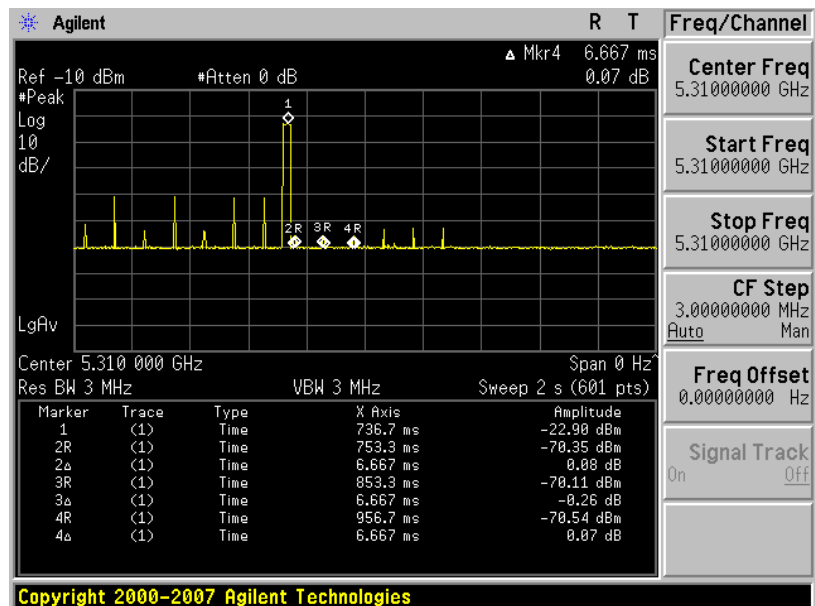 Agilent R T
Δ Mkr4 6.667 ms
Ref -10 dBm #Atten 0 dB 0.07 dB
#Peak
Log
10
dB/
1
2R 3R 4R
LgAv
Center 5.310 000 GHz Span 0 Hz^
Res BW 3 MHz VBW 3 MHz Sweep 2 s (601 pts)
Marker Trace Type X Axis Amplitude
1 (1) Time 736.7 ms -22.90 dBm
2R (1) Time 753.3 ms -70.35 dBm
2Δ (1) Time 6.667 ms 0.08 dB
3R (1) Time 853.3 ms -70.11 dBm
3Δ (1) Time 6.667 ms -0.26 dB
4R (1) Time 956.7 ms -70.54 dBm
4Δ (1) Time 6.667 ms 0.07 dB
Copyright 2000-2007 Agilent Technologies
Freq/Channel
Center Freq
5.31000000 GHz
Start Freq
5.31000000 GHz
Stop Freq
5.31000000 GHz
CF Step
3.00000000 MHz
Auto Man
Freq Offset
0.00000000 Hz
Signal Track
On Off